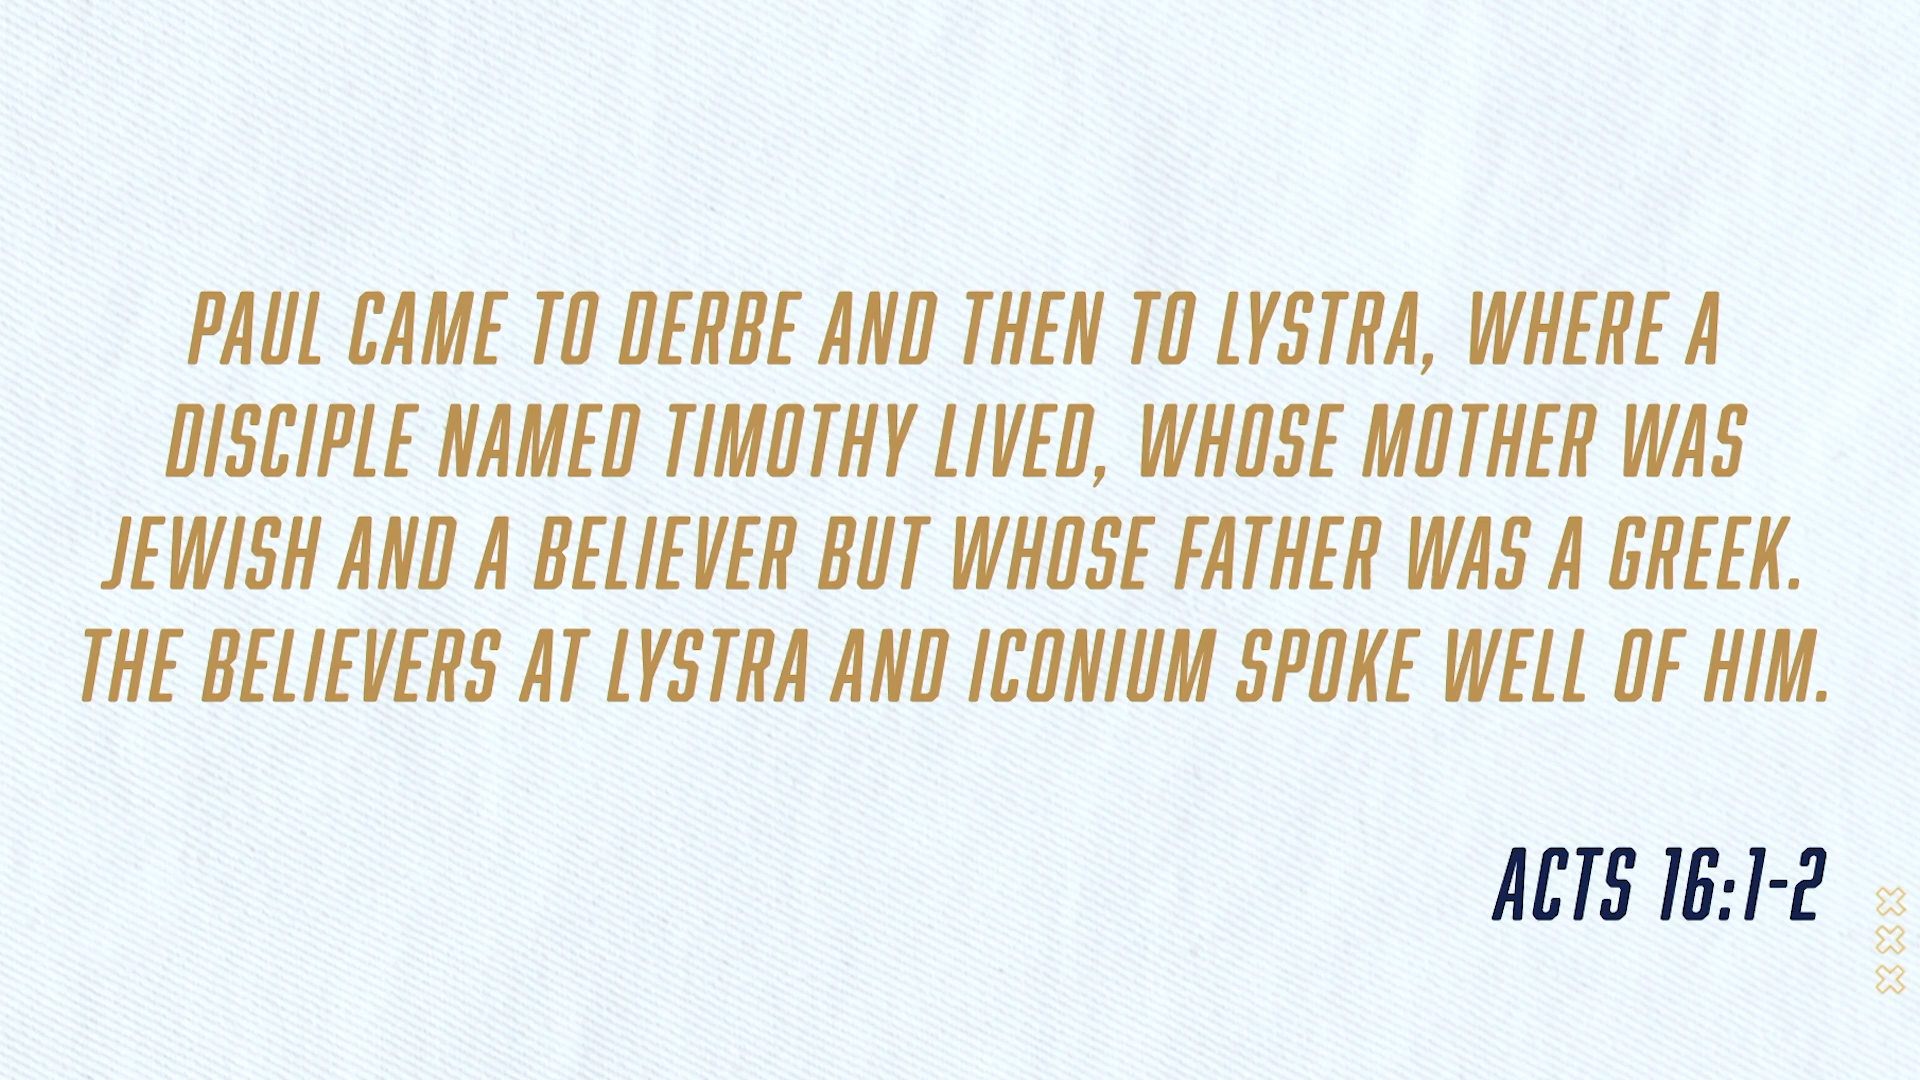 PAUL CAME TO DERBE AND THEN TO LYSTRA, WHERE A
DISCIPLE NAMED TIMOTHY LIVED, WHOSE MOTHER WAS
JEWISH AND A BELIEVER BUT WHOSE FATHER WAS A GREEK.
THE BELIEVERS AT LYSTRA AND ICONIUM SPOKE WELL OF HIM.
ACTS 16:1-2